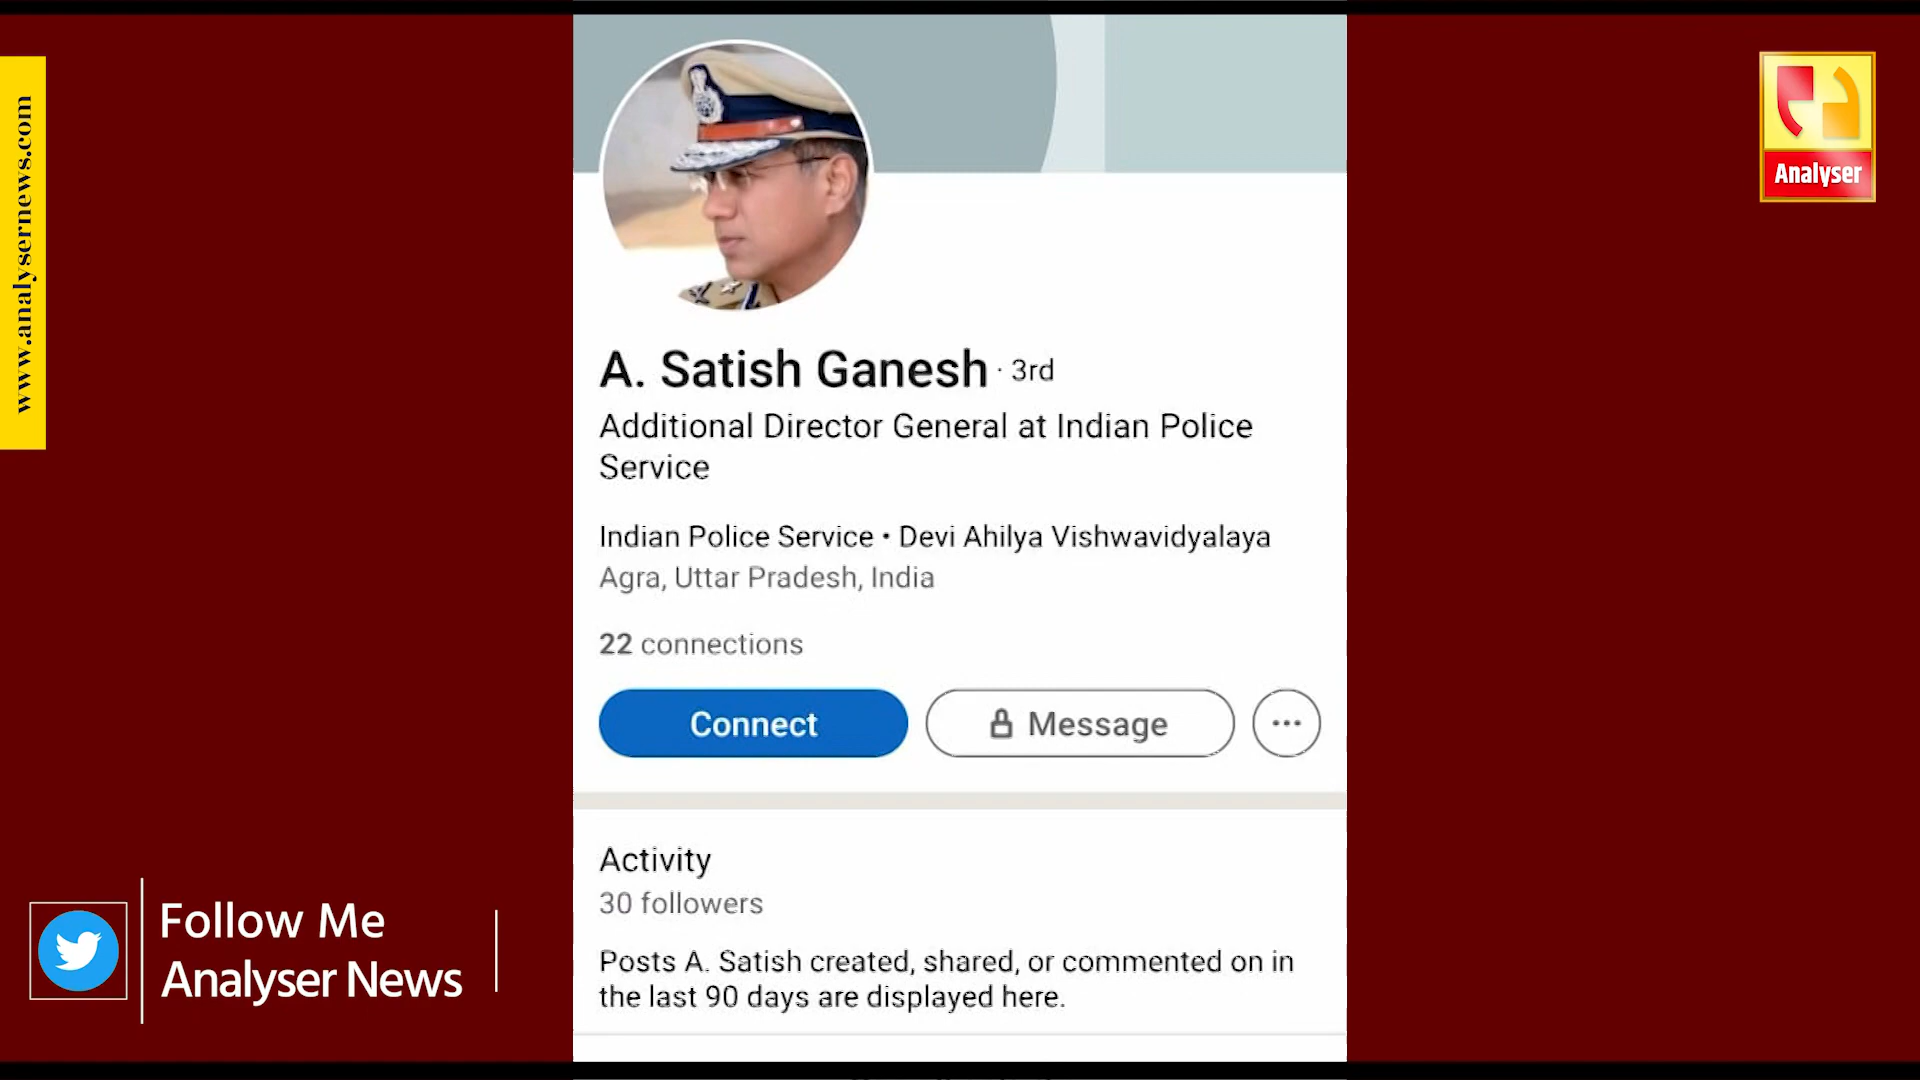 www.analysernews.com
Analyser
A. Satish Ganesh · 3rd
Additional Director General at Indian Police
Service
Indian Police Service • Devi Ahilya Vishwavidyalaya
Agra, Uttar Pradesh, India
22 connections
Connect
Message
Activity
30 followers
Posts A. Satish created, shared, or commented on in
the last 90 days are displayed here.
Follow Me
Analyser News